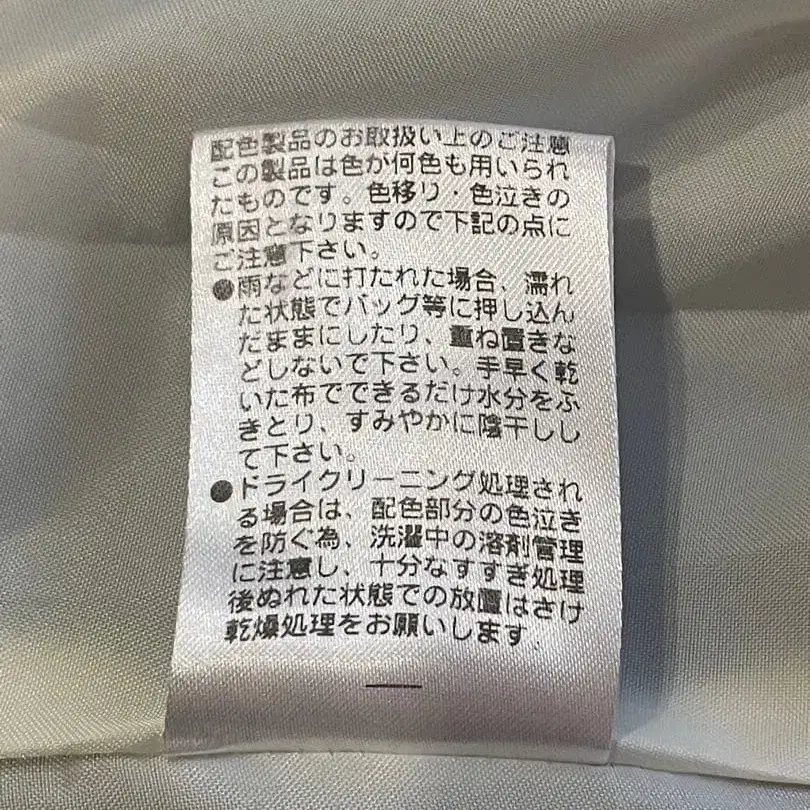 配色製品のお取扱い上のご注意
この製品は色が何色も用いられ
たものです。色移り・色泣きの
原因となりますので下記の点に
ご注意下さい。
●雨などに打たれた場合、濡れ
た状態でバッグ等に押し込ん
だままにしたり、重ね置きな
どしないで下さい。手早く乾
いた布でできるだけ水分をふ
きとり、すみやかに陰干しし
て下さい。
●ドライクリーニング処理され
る場合は、配色部分の色泣き
を防ぐ為、洗濯中の溶剤管理
に注意し、十分なすすぎ処理
後ぬれた状態での放置はさけ
乾燥処理をお願いします。